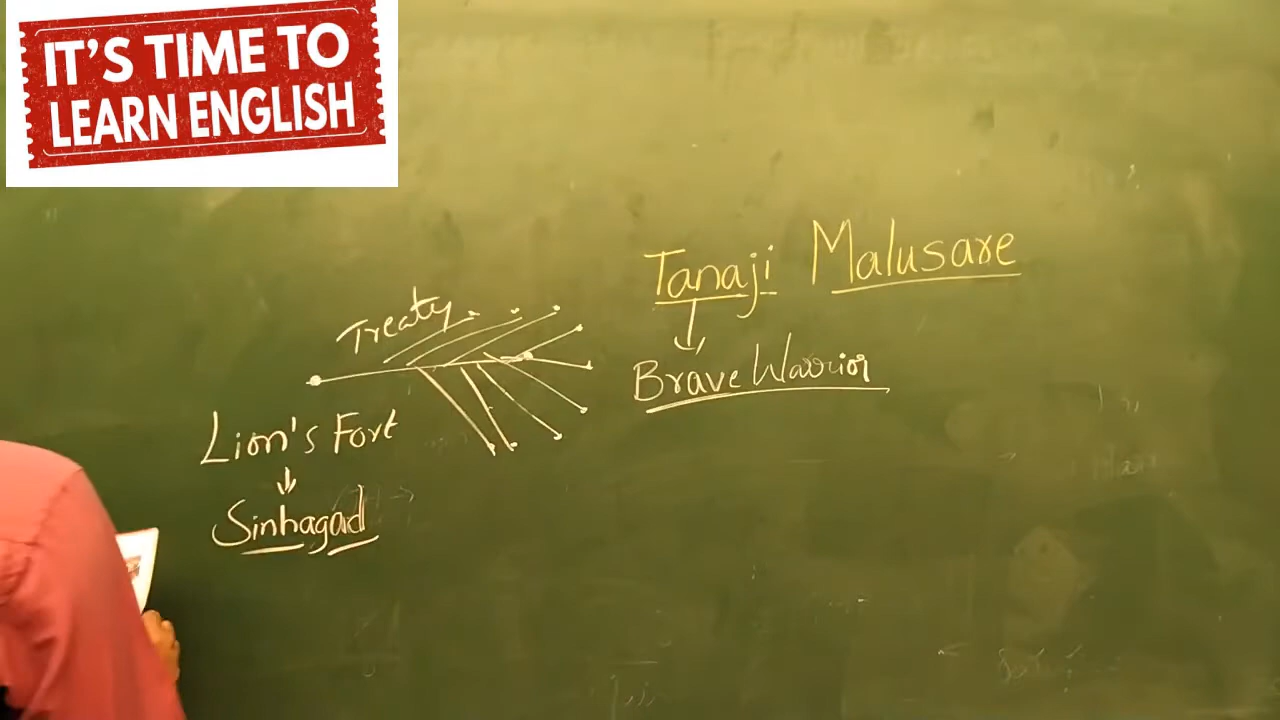 IT'S TIME TO
LEARN ENGLISH
Tanaji Malusare
Treaty
Brave Warrior
Lion's Fort
Sinhagad